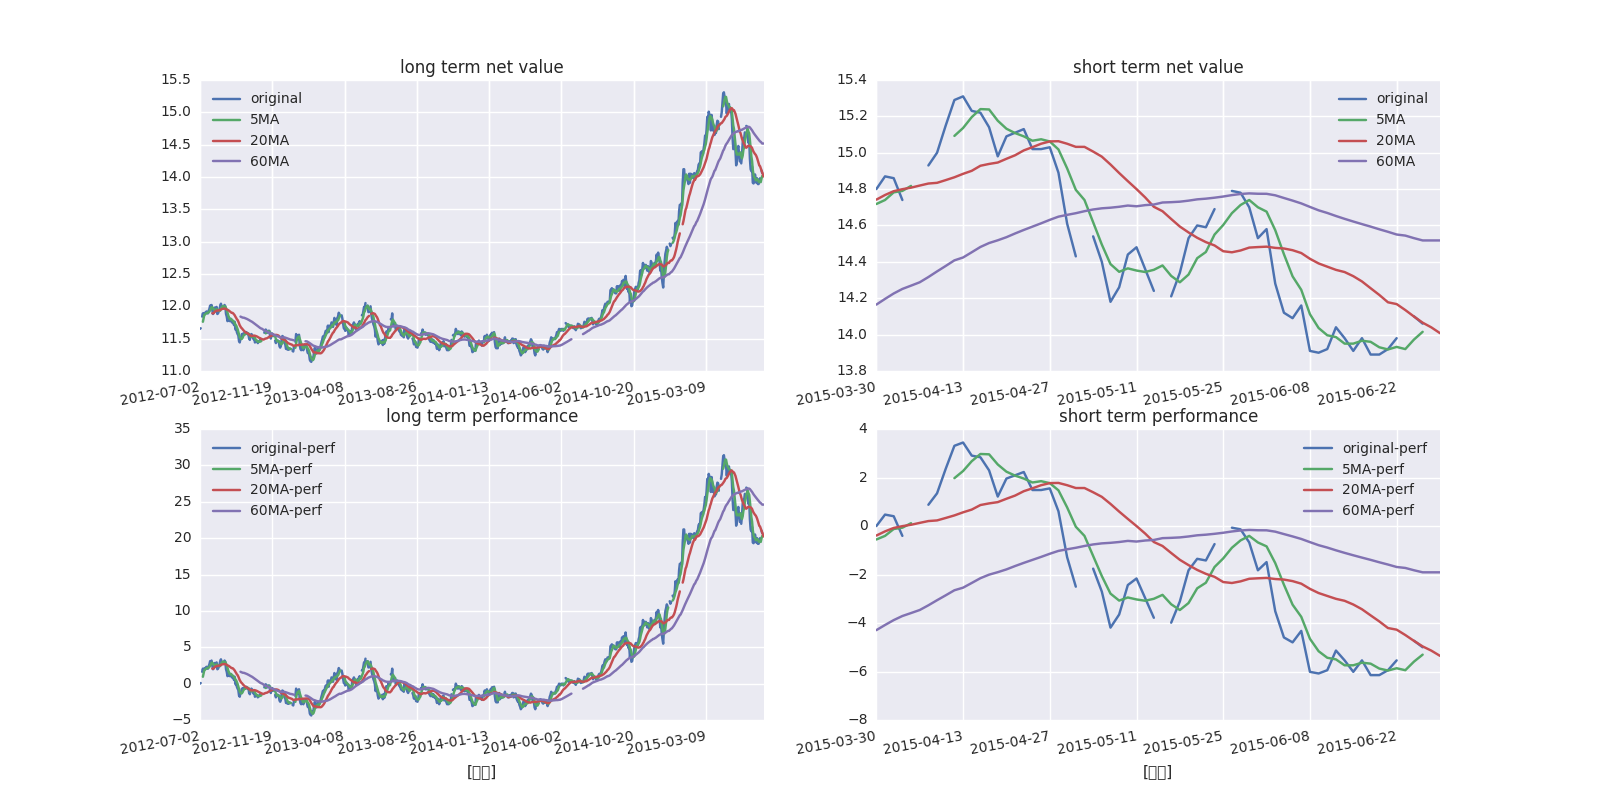 long term net value
15.5
15.0
14.5
14.0
13.5
13.0
12.5
12.0
11.5
11.0
original
5MA
20MA
60MA
2012-07-02 2012-11-19 2013-04-08 2013-08-26 2014-01-13 2014-06-02 2014-10-20 2015-03-09
short term net value
15.4
15.2
15.0
14.8
14.6
14.4
14.2
14.0
13.8
original
5MA
20MA
60MA
2015-03-30 2015-04-13 2015-04-27 2015-05-11 2015-05-25 2015-06-08 2015-06-22
long term performance
35
30
25
20
15
10
5
0
−5
original-perf
5MA-perf
20MA-perf
60MA-perf
2012-07-02 2012-11-19 2013-04-08 2013-08-26 2014-01-13 2014-06-02 2014-10-20 2015-03-09
[▯▯]
short term performance
4
2
0
−2
−4
−6
−8
original-perf
5MA-perf
20MA-perf
60MA-perf
2015-03-30 2015-04-13 2015-04-27 2015-05-11 2015-05-25 2015-06-08 2015-06-22
[▯▯]